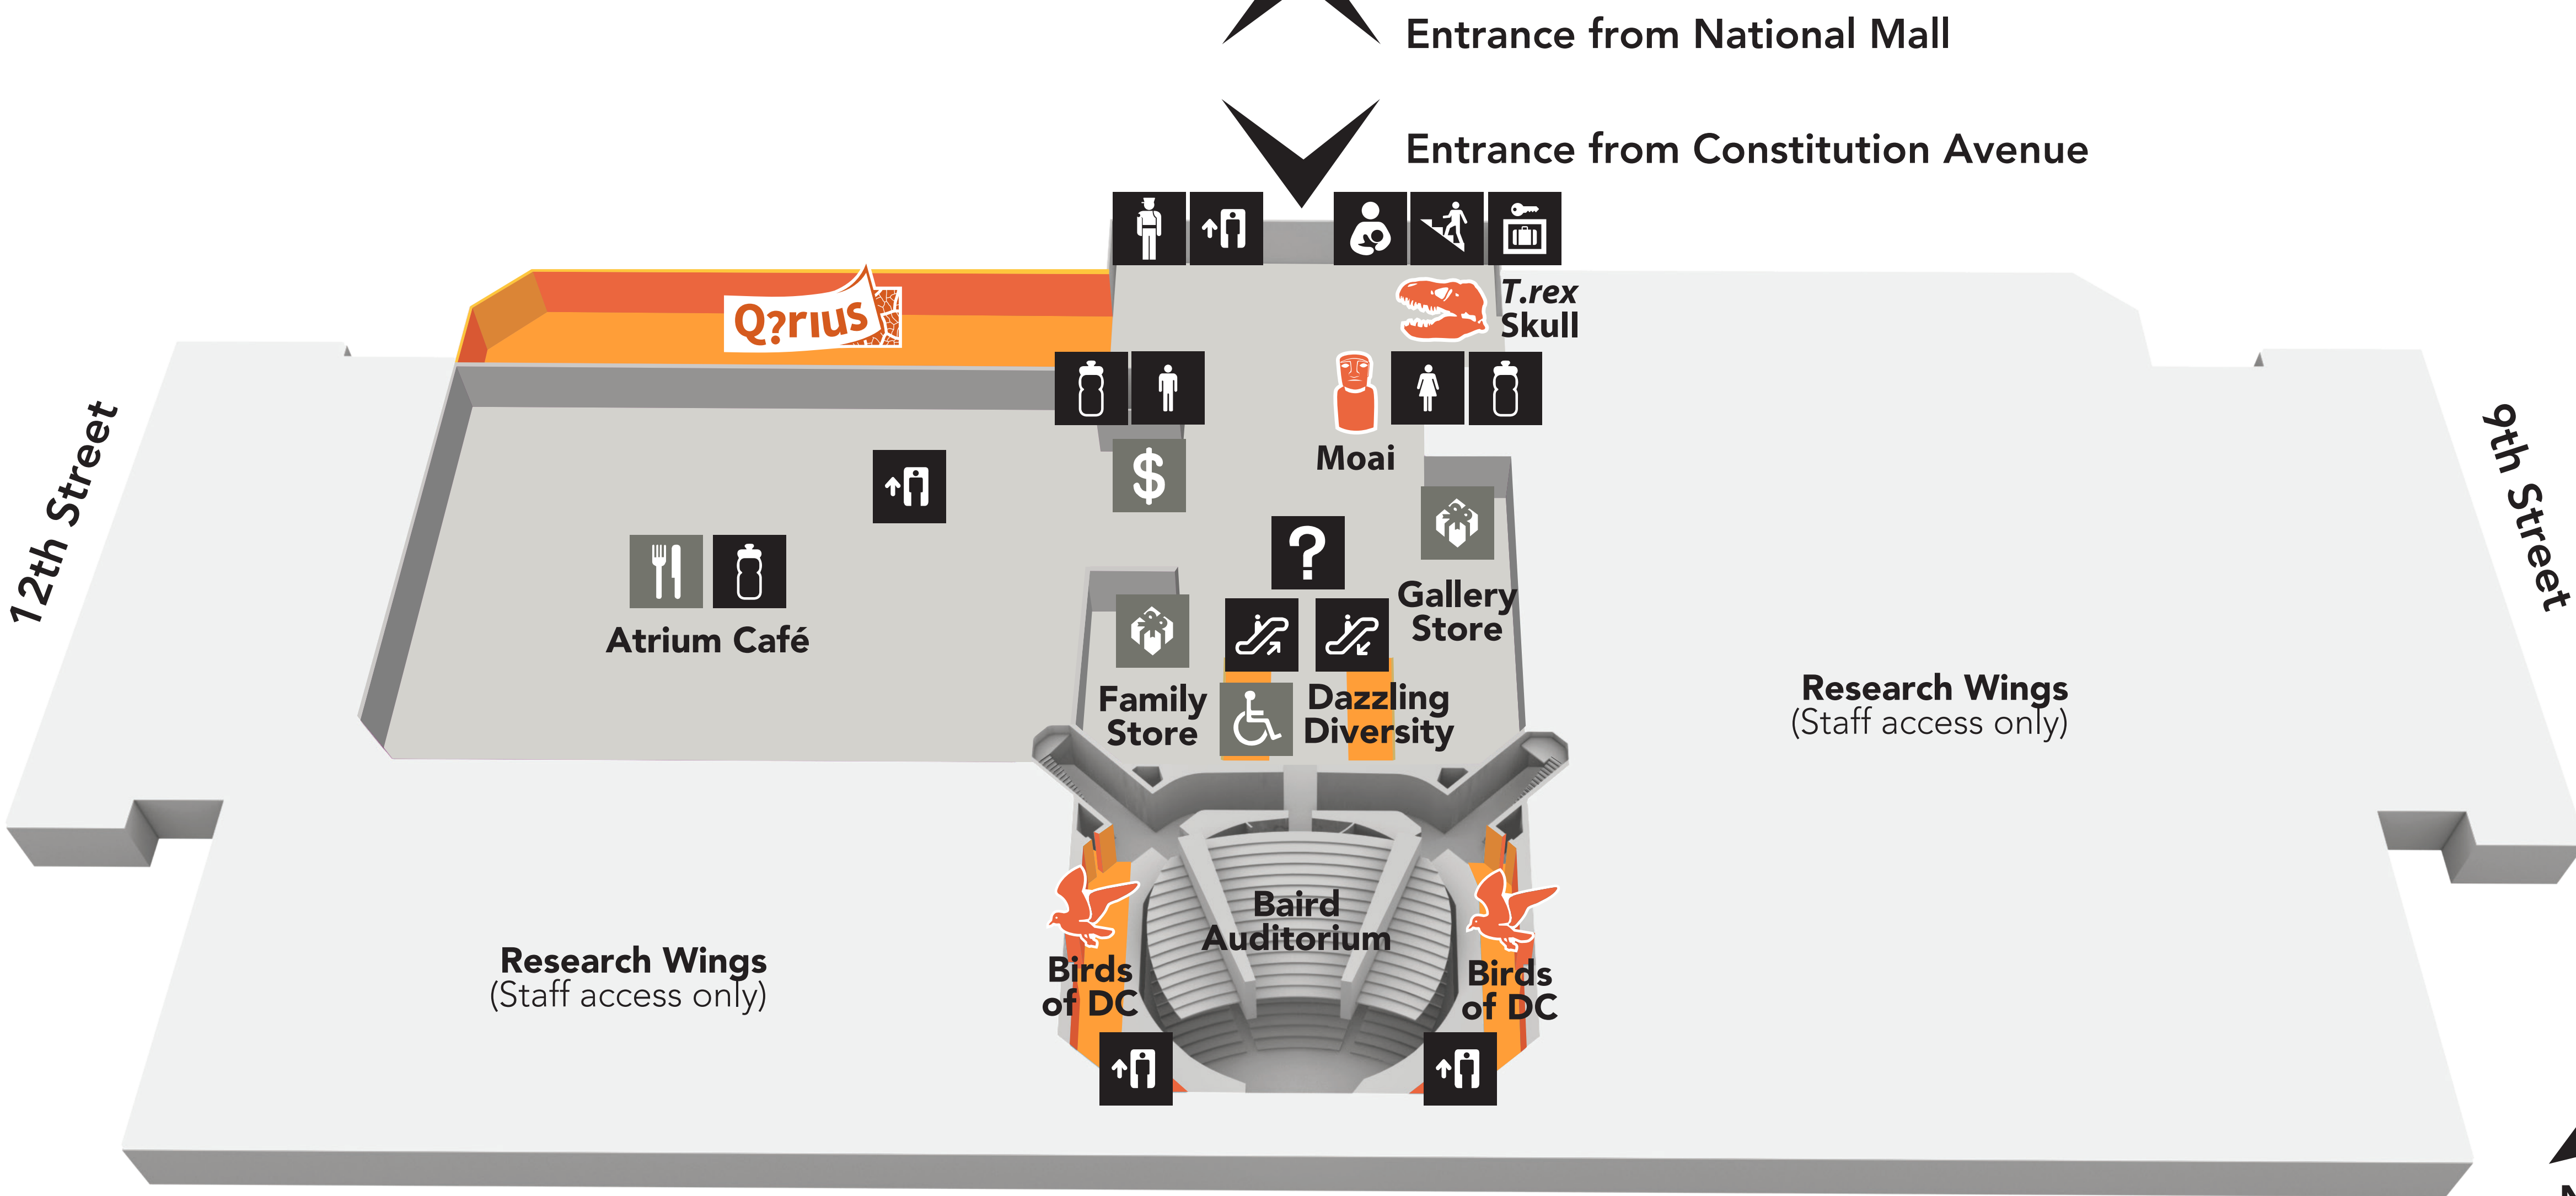 Entrance from National Mall
Entrance from Constitution Avenue
Q?rius
T.rex
Skull
Moai
12th Street
9th Street
$
?
Gallery
Store
Atrium Café
Family
Store
Dazzling
Diversity
Research Wings
(Staff access only)
Baird
Auditorium
Research Wings
(Staff access only)
Birds
of DC
Birds
of DC